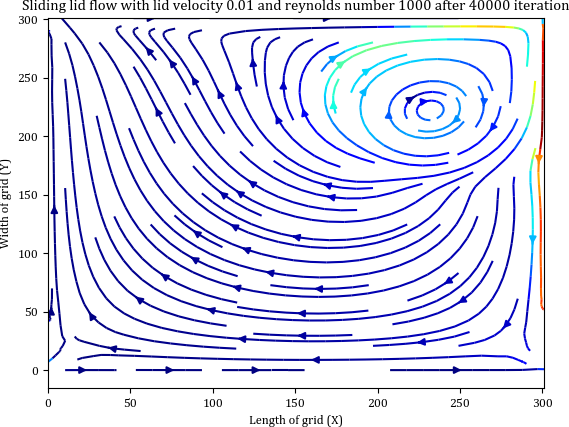 Sliding lid flow with lid velocity 0.01 and reynolds number 1000 after 40000 iteration
300
250
200
150
100
50
0
Width of grid (Y)
0 50 100 150 200 250 300
Length of grid (X)